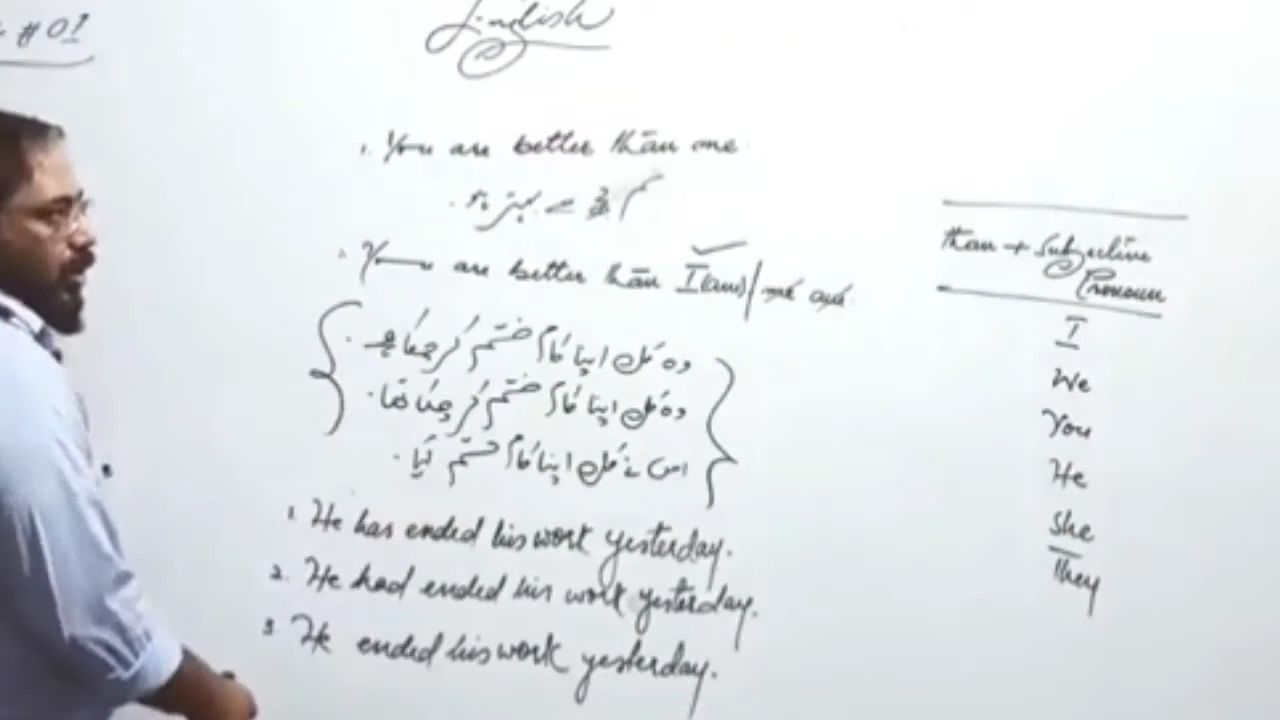 # 01
English
1. You are better than me
تم مجھ سے بہتر ہو۔
You are better than I (am) /
وہ کل اپنا کام ختم کر چکا ہے۔
وہ کل اپنا کام ختم کر چکا تھا۔
اس نے کل اپنا کام ختم کیا۔
1. He has ended his work yesterday.
2. He had ended his work yesterday.
3. He ended his work yesterday.
than + Subjective
Pronoun
I
We
You
He
She
They